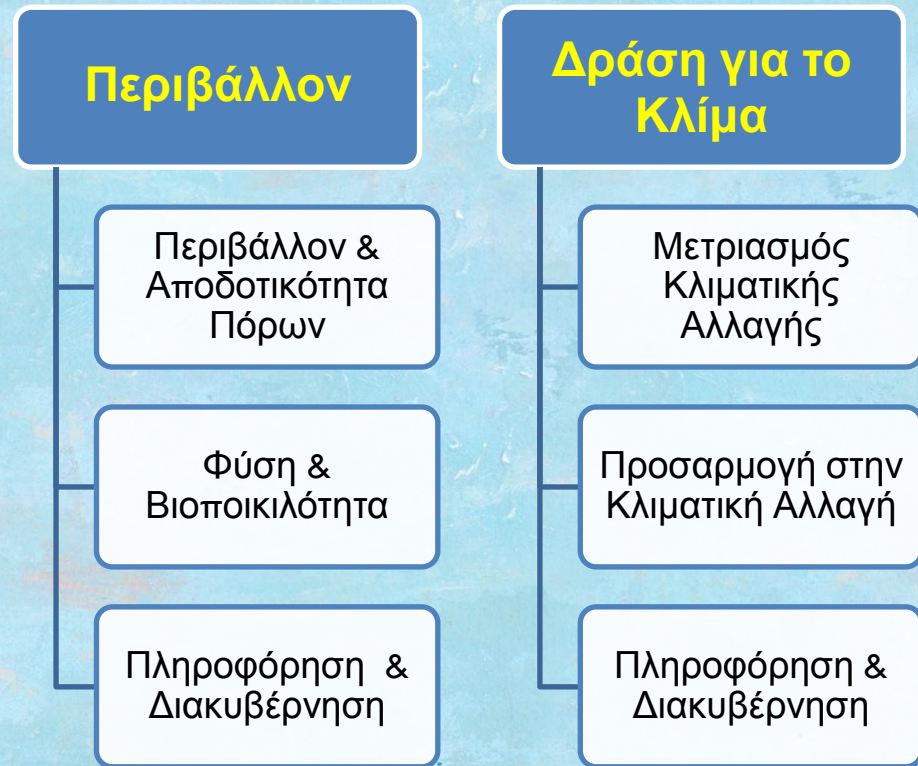 Περιβάλλον
Περιβάλλον &
Αποδοτικότητα
Πόρων
Φύση &
Βιοποικιλότητα
Πληροφόρηση &
Διακυβέρνηση
Δράση για το
Κλίμα
Μετριασμός
Κλιματικής
Αλλαγής
Προσαρμογή στην
Κλιματική Αλλαγή
Πληροφόρηση &
Διακυβέρνηση